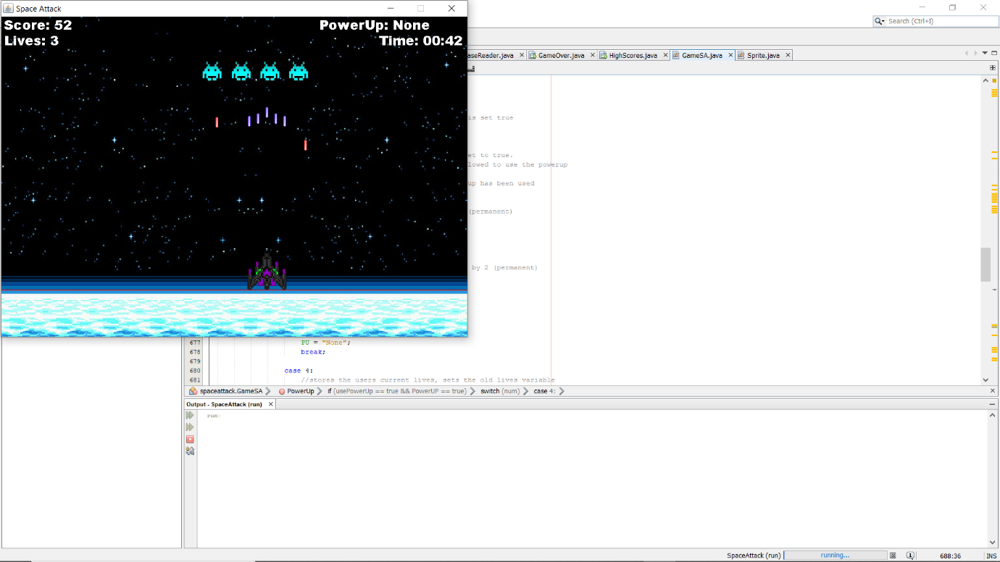 Space Attack
Score: 52
PowerUp: None
Lives: 3
Time: 00:42
Search (Ctrl+I)
aseReader.java
GameOver.java
HighScores.java
GameSA.java
Sprite.java
is set true
et to true.
lowed to use the powerup
up has been used
(permanent)
by 2 (permanent)
677 PU = "None";
678 break;
679
680 case 4:
681 //stores the users current lives, sets the old lives variable
spaceattack.GameSA PowerUp if (usePowerUp == true && PowerUP == true) switch (num) case 4:
Output - SpaceAttack (run)
run:
SpaceAttack (run) running... 688:36 INS